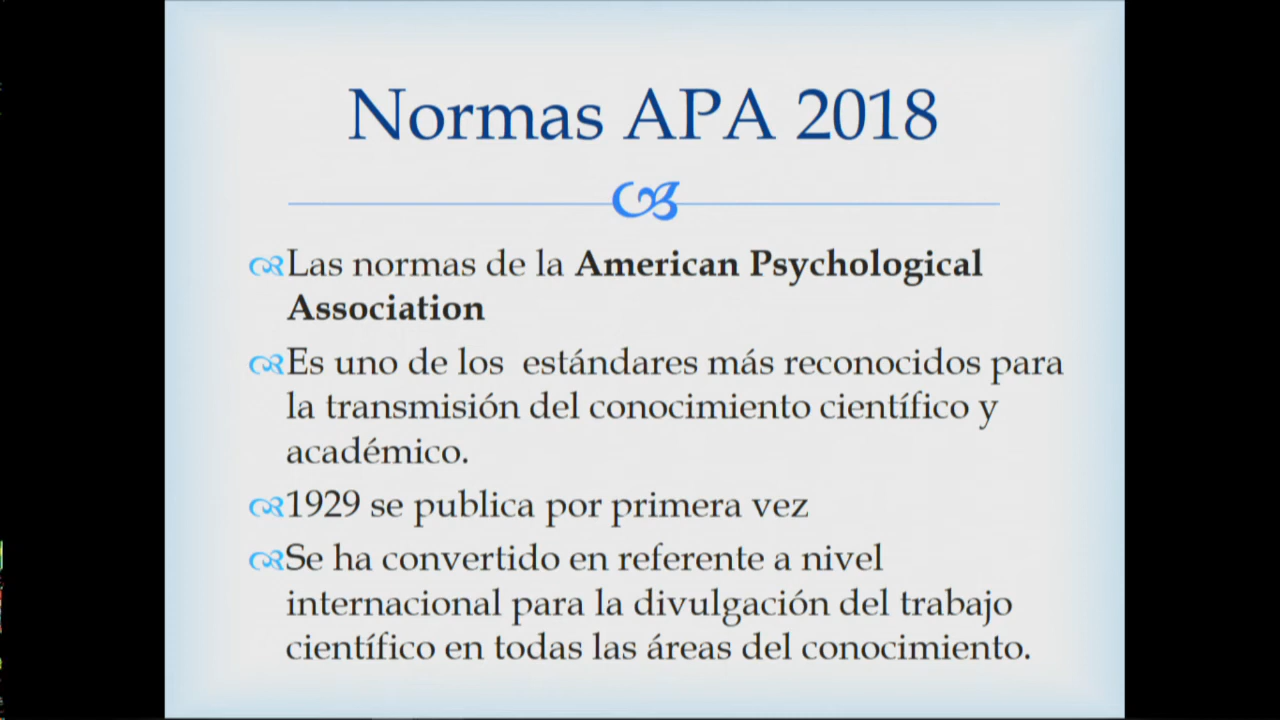 Normas APA 2018
Las normas de la American Psychological
Association
Es uno de los estándares más reconocidos para
la transmisión del conocimiento científico y
académico.
1929 se publica por primera vez
Se ha convertido en referente a nivel
internacional para la divulgación del trabajo
científico en todas las áreas del conocimiento.